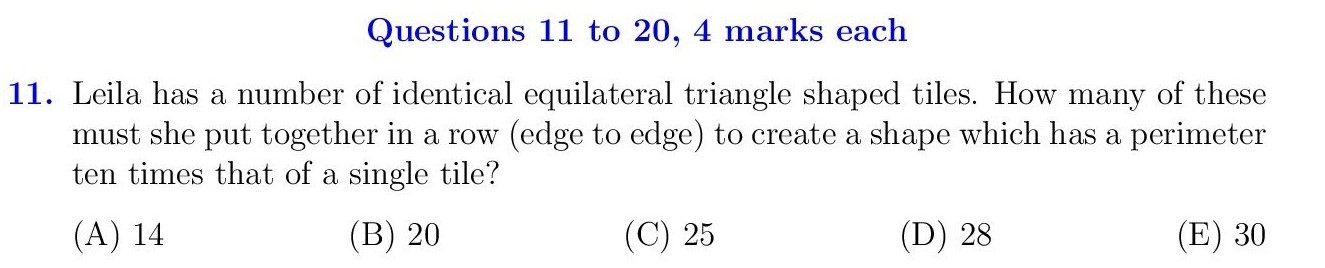 Questions 11 to 20, 4 marks each
11. Leila has a number of identical equilateral triangle shaped tiles. How many of these
must she put together in a row (edge to edge) to create a shape which has a perimeter
ten times that of a single tile?
(A) 14 (B) 20 (C) 25 (D) 28 (E) 30